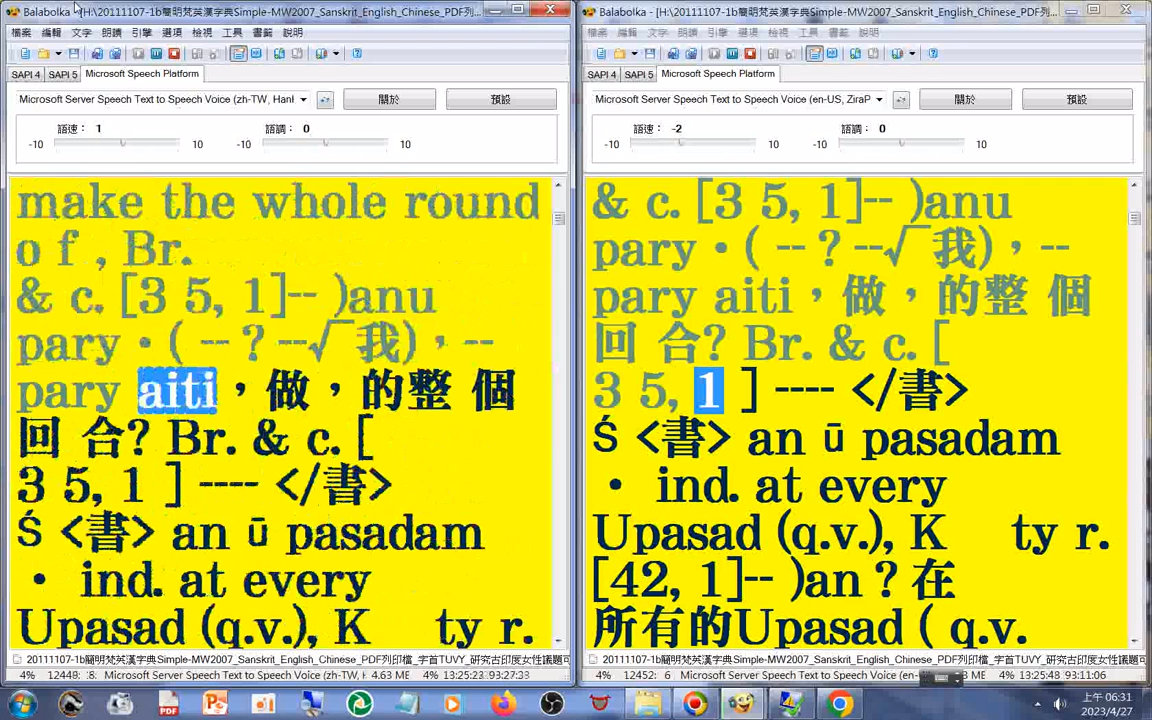 Balabolka - [H:\20111107-1b簡明梵英漢字典Simple-MW2007_Sanskrit_English_Chinese_PDF列...
檔案 編輯 文字 朗讀 引擎 選項 檢視 工具 書籤 說明
SAPI 4 SAPI 5 Microsoft Speech Platform
Microsoft Server Speech Text to Speech Voice (zh-TW, Hanl 關於 預設
語速： 1 語調： 0
-10 10 -10 10
make the whole round
o f , Br.
& c. [3 5, 1]-- )anu
pary •( --？--√ 我)，--
pary aiti，做，的整 個
回 合? Br. & c. [
3 5, 1 ] ---- </書>
Ś <書> an ū pasadam
• ind. at every
Upasad (q.v.), K ty r.
20111107-1b簡明梵英漢字典Simple-MW2007_Sanskrit_English_Chinese_PDF列印檔_字首TUVY_研究古印度女性議題可
4% 12448: :8. Microsoft Server Speech Text to Speech Voice (zh-TW, H 4.63 ME 4% 13:25:23 93:27:33
Balabolka - [H:\20111107-1b簡明梵英漢字典Simple-MW2007_Sanskrit_English_Chinese_PDF列印...
檔案 編輯 文字 朗讀 引擎 選項 檢視 工具 書籤 說明
SAPI 4 SAPI 5 Microsoft Speech Platform
Microsoft Server Speech Text to Speech Voice (en-US, ZiraP 關於 預設
語速： -2 語調： 0
-10 10 -10 10
& c. [3 5, 1]-- )anu
pary •( --？--√ 我)，--
pary aiti，做，的整 個
回 合? Br. & c. [
3 5, 1 ] ---- </書>
Ś <書> an ū pasadam
• ind. at every
Upasad (q.v.), K ty r.
[42, 1]-- )an？在
所有的Upasad ( q.v.
20111107-1b簡明梵英漢字典Simple-MW2007_Sanskrit_English_Chinese_PDF列印檔_字首TUVY_研究古印度女性議題可
4% 12452: 6 Microsoft Server Speech Text to Speech Voice (en-US, Z 4.63 ME 4% 13:25:48 93:11:06
上午 06:31
2023/4/27